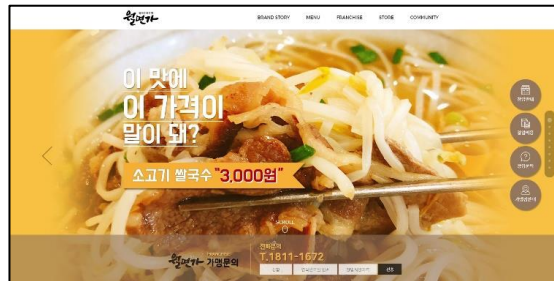 월면가
BRAND STORY MENU FRANCHISE STORE COMMUNITY
이 맛에
이 가격이
말이 돼?
소고기 쌀국수 "3,000원"
SCROLL
월면가 가맹문의
전화문의
T.1811-1672